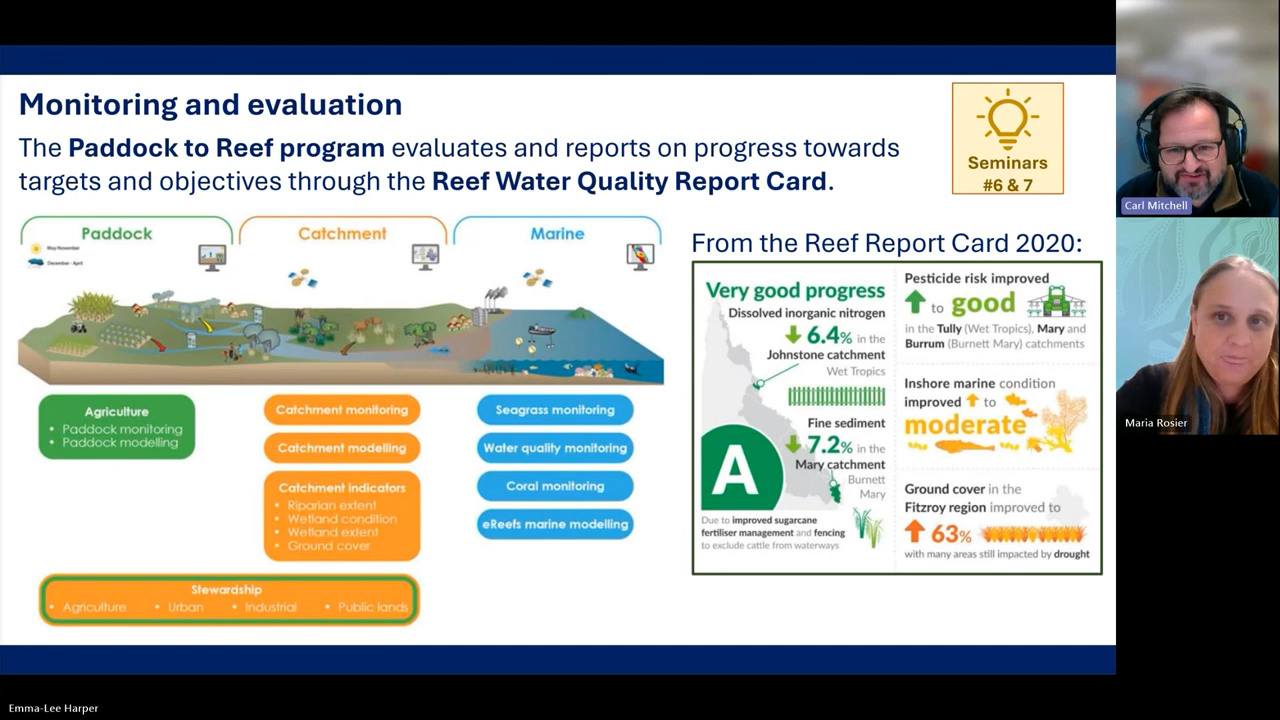 Monitoring and evaluation
The Paddock to Reef program evaluates and reports on progress towards
targets and objectives through the Reef Water Quality Report Card.
Seminars
#6 & 7
Paddock
May-November
December - April
Catchment
Marine
Agriculture
• Paddock monitoring
• Paddock modelling
Catchment monitoring
Catchment modelling
Catchment indicators
• Riparian extent
• Wetland condition
• Wetland extent
• Ground cover
Seagrass monitoring
Water quality monitoring
Coral monitoring
eReefs marine modelling
Stewardship
• Agriculture • Urban • Industrial • Public lands
From the Reef Report Card 2020:
Very good progress
Dissolved inorganic nitrogen
6.4% in the
Johnstone catchment
Wet Tropics
Fine sediment
7.2% in the
Mary catchment
Burnett
Mary
A
Due to improved sugarcane
fertiliser management and fencing
to exclude cattle from waterways
Pesticide risk improved
to good
in the Tully (Wet Tropics), Mary and
Burrum (Burnett Mary) catchments
Inshore marine condition
improved to
moderate
Ground cover in the
Fitzroy region improved to
63%
with many areas still impacted by drought
Carl Mitchell
Maria Rosier
Emma-Lee Harper